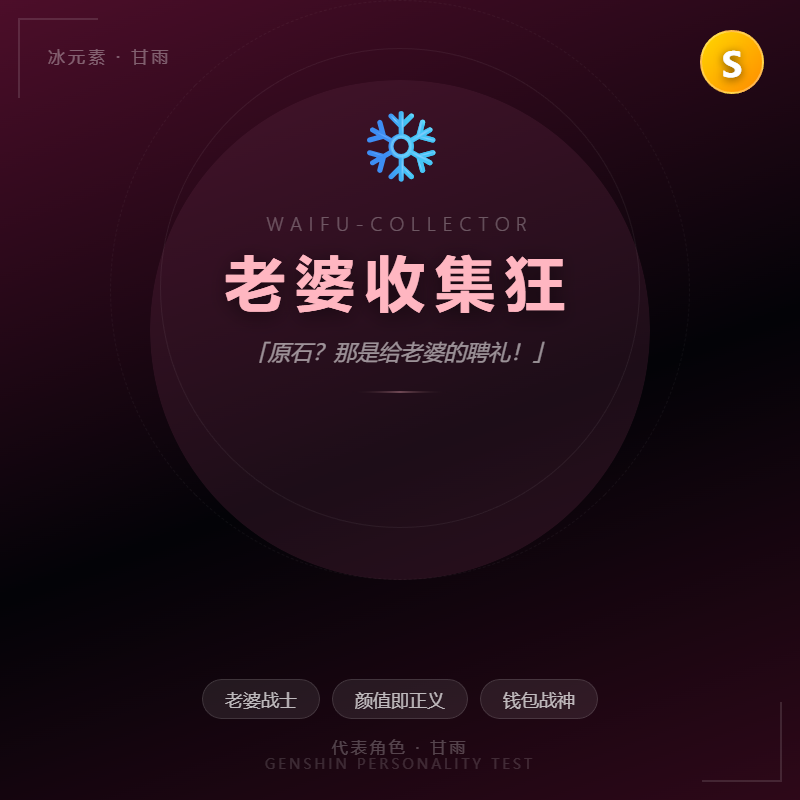 冰元素 · 甘雨
S
WAIFU-COLLECTOR
老婆收集狂
「原石？那是给老婆的聘礼！」
老婆战士 颜值即正义 钱包战神
代表角色 · 甘雨
GENSHIN PERSONALITY TEST